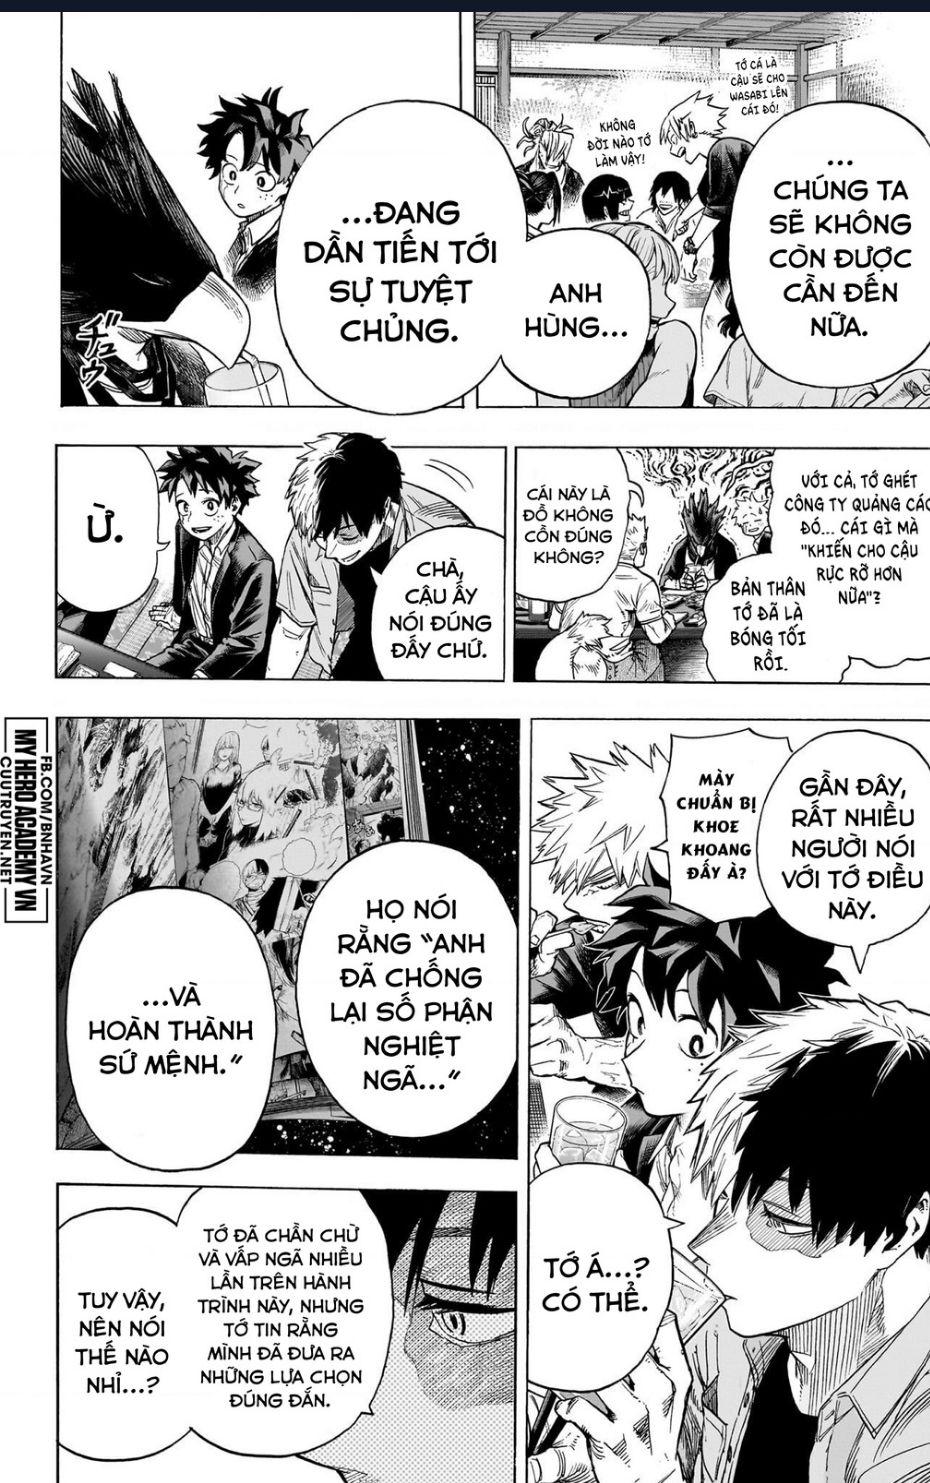 TỚ CÁ LÀ
CẬU SẼ CHO
WASABI LÊN
CÁI ĐÓ!
KHÔNG
ĐỜI NÀO TỚ
LÀM VẬY!
...
CHÚNG TA
SẼ KHÔNG
CÒN ĐƯỢC
CẦN ĐẾN
NỮA.
ANH
HÙNG...
...ĐANG
DẦN TIẾN TỚI
SỰ TUYỆT
CHỦNG.
ヂュゥ
VỚI CẢ, TỚ GHÉT
CÔNG TY QUẢNG CÁO
ĐÓ... CÁI GÌ MÀ
"KHIẾN CHO CẬU
RỰC RỠ HƠN
NỮA"?
BẢN THÂN
TỚ ĐÃ LÀ
BÓNG TỐI
RỒI.
CÁI NÀY LÀ
ĐỒ KHÔNG
CỒN ĐÚNG
KHÔNG?
CHÀ,
CẬU ẤY
NÓI ĐÚNG
ĐẤY CHỨ.
Ừ.
GẦN ĐÂY,
RẤT NHIỀU
NGƯỜI NÓI
VỚI TỚ ĐIỀU
NÀY.
MÀY
CHUẨN BỊ
KHOE
KHOANG
ĐẤY À?
TỚ Á...?
CÓ THỂ.
HỌ NÓI
RẰNG "ANH
ĐÃ CHỐNG
LẠI SỐ PHẬN
NGHIỆT
NGÃ..."
...VÀ
HOÀN THÀNH
SỨ MỆNH."
TỚ ĐÃ CHẦN CHỪ
VÀ VẤP NGÃ NHIỀU
LẦN TRÊN HÀNH
TRÌNH NÀY, NHƯNG
TỚ TIN RẰNG
MÌNH ĐÃ ĐƯA RA
NHỮNG LỰA CHỌN
ĐÚNG ĐẮN.
TUY VẬY,
NÊN NÓI
THẾ NÀO
NHỈ...?
FB.COM/BNHAVN
MY HERO ACADEMY VN
CUUTRUYEN.NET